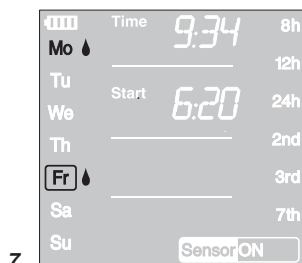 Time 9:34 8h
Mo
12h
Tu
Start 6:20 24h
We
2nd
Th
Fr 3rd
Sa 7th
Su Sensor ON
7